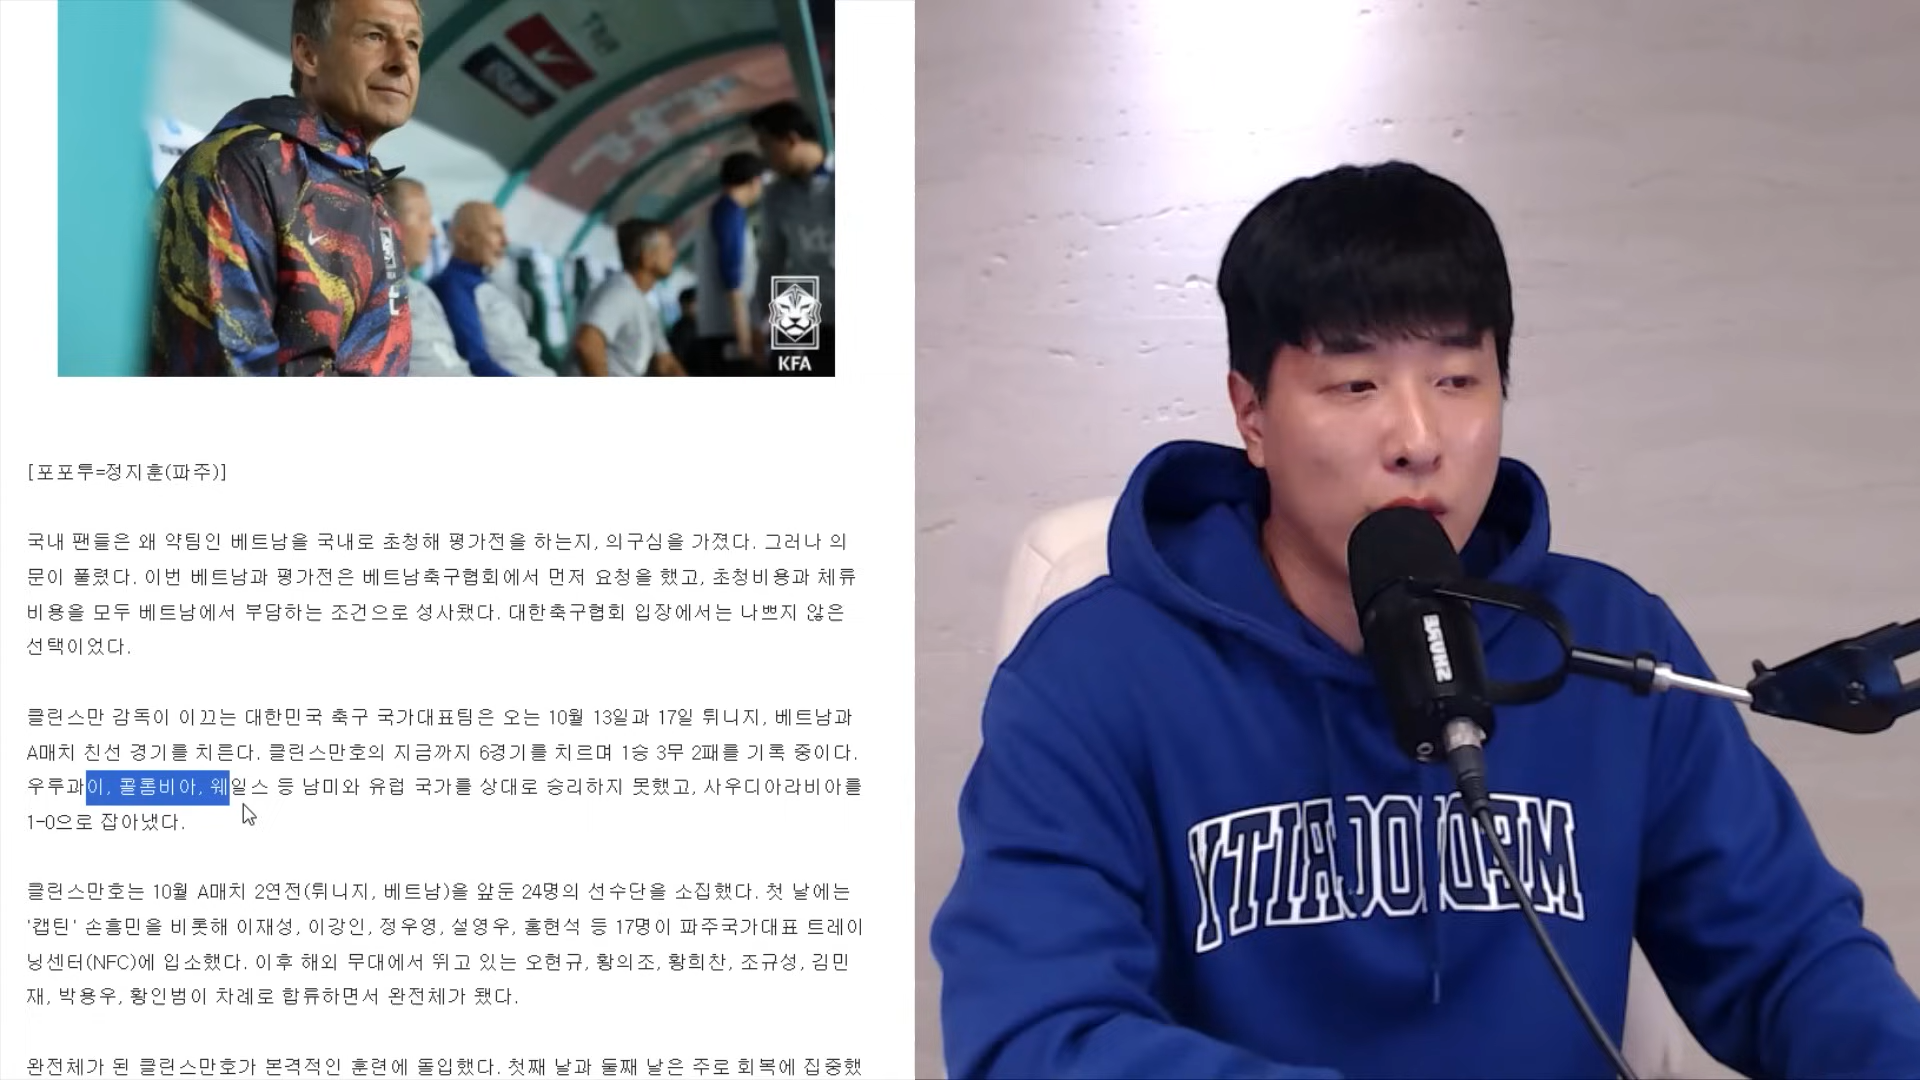 KFA
[포포투=정지훈(파주)]
국내 팬들은 왜 약팀인 베트남을 국내로 초청해 평가전을 하는지, 의구심을 가졌다. 그러나 의
문이 풀렸다. 이번 베트남과 평가전은 베트남축구협회에서 먼저 요청을 했고, 초청비용과 체류
비용을 모두 베트남에서 부담하는 조건으로 성사됐다. 대한축구협회 입장에서는 나쁘지 않은
선택이었다.
클린스만 감독이 이끄는 대한민국 축구 국가대표팀은 오는 10월 13일과 17일 튀니지, 베트남과
A매치 친선 경기를 치른다. 클린스만호의 지금까지 6경기를 치르며 1승 3무 2패를 기록 중이다.
우루과이, 콜롬비아, 웨일스 등 남미와 유럽 국가를 상대로 승리하지 못했고, 사우디아라비아를
1-0으로 잡아냈다.
클린스만호는 10월 A매치 2연전(튀니지, 베트남)을 앞둔 24명의 선수단을 소집했다. 첫 날에는
'캡틴' 손흥민을 비롯해 이재성, 이강인, 정우영, 설영우, 홍현석 등 17명이 파주국가대표 트레이
닝센터(NFC)에 입소했다. 이후 해외 무대에서 뛰고 있는 오현규, 황의조, 황희찬, 조규성, 김민
재, 박용우, 황인범이 차례로 합류하면서 완전체가 됐다.
완전체가 된 클린스만호가 본격적인 훈련에 돌입했다. 첫째 날과 둘째 날은 주로 회복에 집중했
SHURE